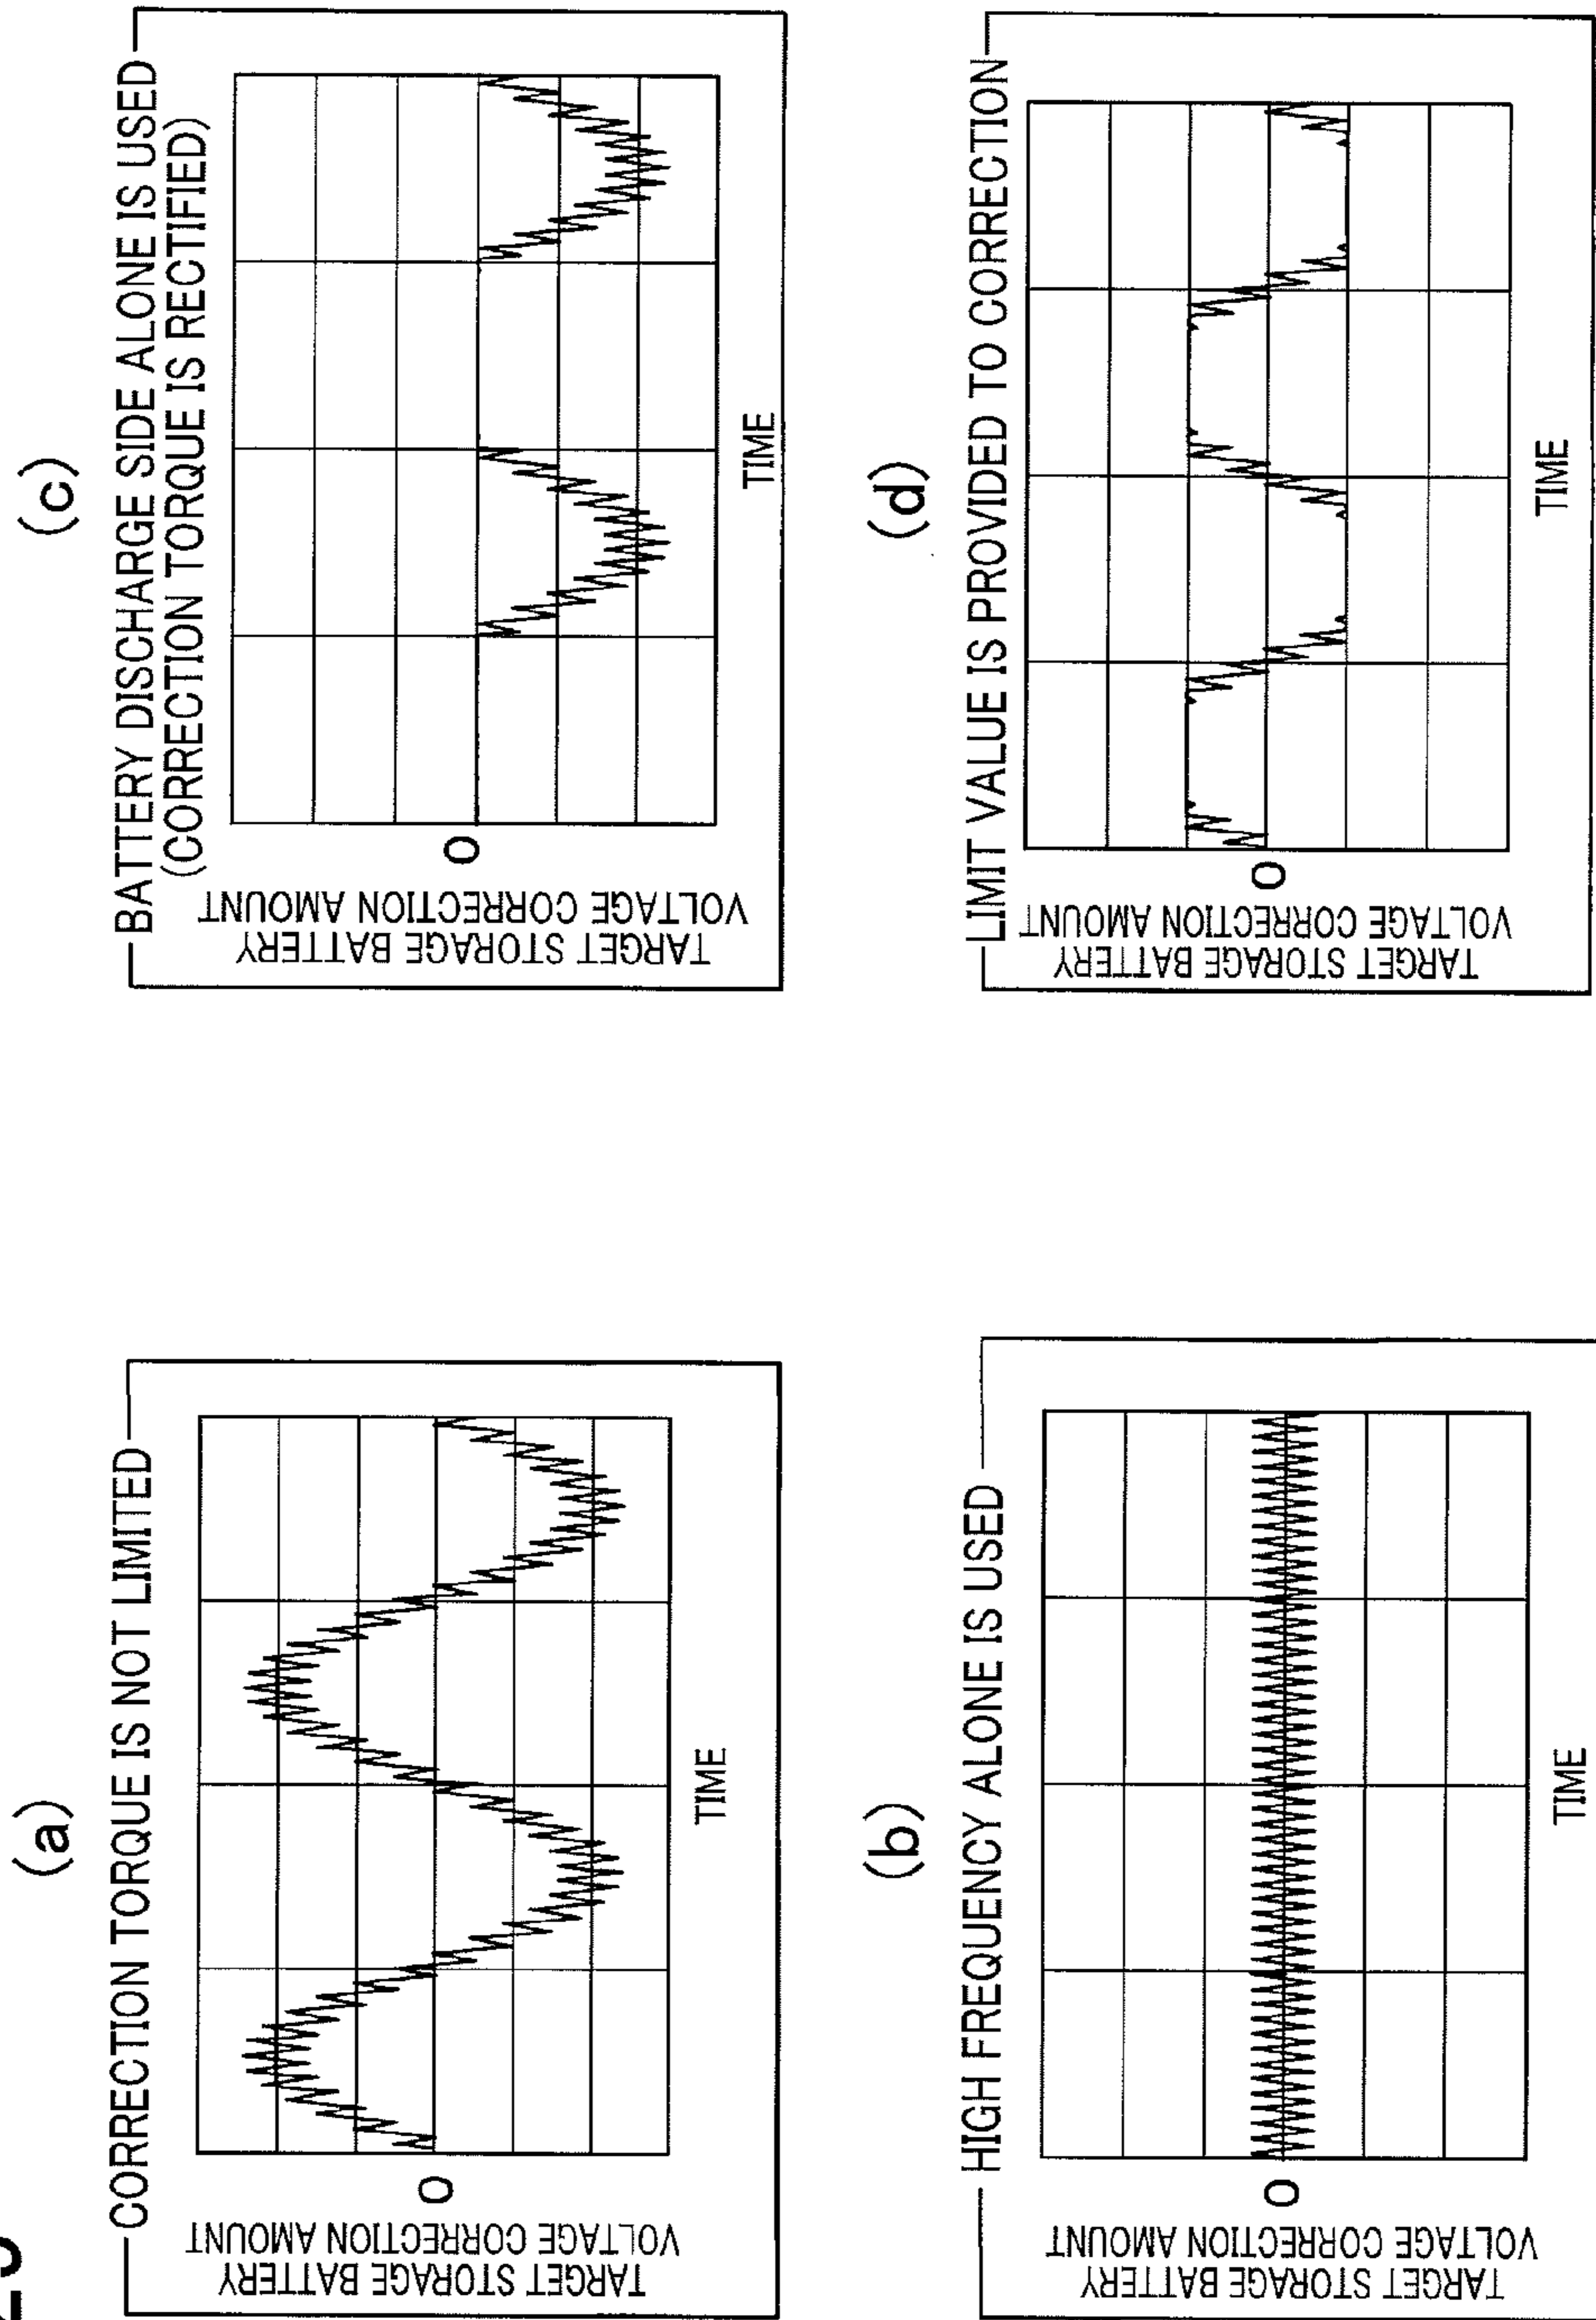 (a)
CORRECTION TORQUE IS NOT LIMITED
TARGET STORAGE BATTERY
VOLTAGE CORRECTION AMOUNT
0
TIME
(b)
HIGH FREQUENCY ALONE IS USED
TARGET STORAGE BATTERY
VOLTAGE CORRECTION AMOUNT
0
TIME
(c)
BATTERY DISCHARGE SIDE ALONE IS USED
(CORRECTION TORQUE IS RECTIFIED)
TARGET STORAGE BATTERY
VOLTAGE CORRECTION AMOUNT
0
TIME
(d)
LIMIT VALUE IS PROVIDED TO CORRECTION
TARGET STORAGE BATTERY
VOLTAGE CORRECTION AMOUNT
0
TIME